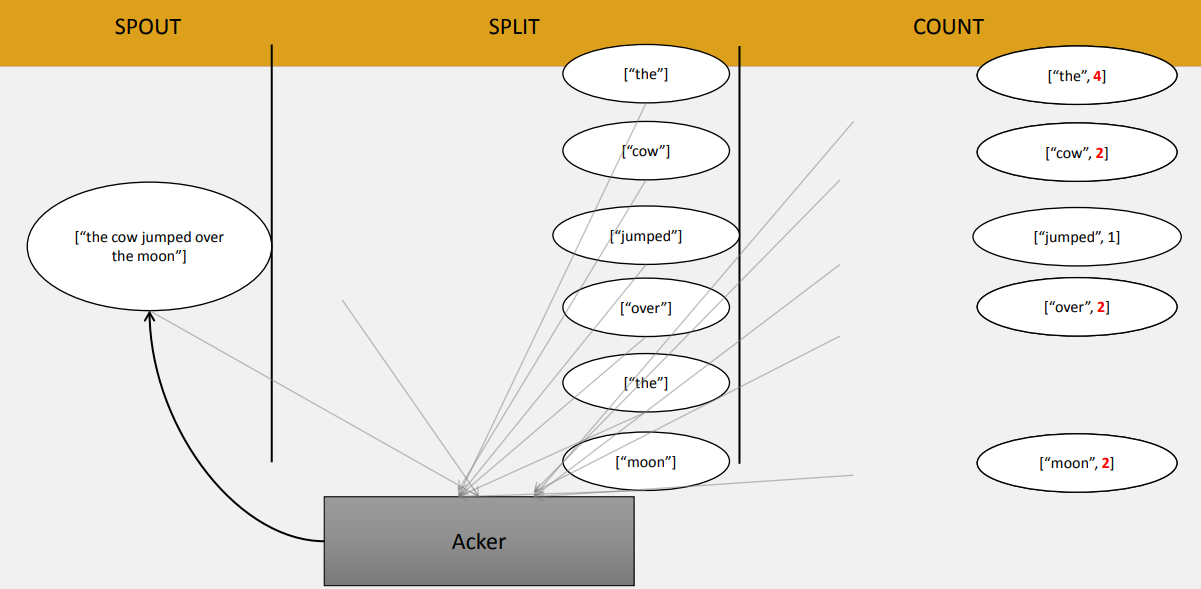 SPOUT
SPLIT
COUNT
[“the”]
[“the”, 4]
[“cow”]
[“cow”, 2]
[“the cow jumped over
the moon”]
[“jumped”]
[“jumped”, 1]
[“over”]
[“over”, 2]
[“the”]
[“moon”]
[“moon”, 2]
Acker